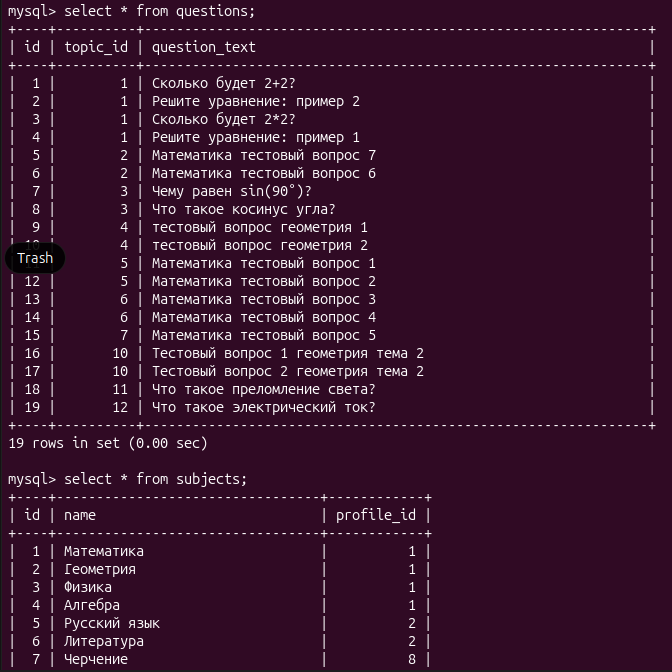 mysql> select * from questions;
+----+----------+---------------------------------------------------------------+
| id | topic_id | question_text |
+----+----------+---------------------------------------------------------------+
| 1 | 1 | Сколько будет 2+2? |
| 2 | 1 | Решите уравнение: пример 2 |
| 3 | 1 | Сколько будет 2*2? |
| 4 | 1 | Решите уравнение: пример 1 |
| 5 | 2 | Математика тестовый вопрос 7 |
| 6 | 2 | Математика тестовый вопрос 6 |
| 7 | 3 | Чему равен sin(90°)? |
| 8 | 3 | Что такое косинус угла? |
| 9 | 4 | тестовый вопрос геометрия 1 |
| 10 | 4 | тестовый вопрос геометрия 2 |
Trash | 5 | Математика тестовый вопрос 1 |
| 12 | 5 | Математика тестовый вопрос 2 |
| 13 | 6 | Математика тестовый вопрос 3 |
| 14 | 6 | Математика тестовый вопрос 4 |
| 15 | 7 | Математика тестовый вопрос 5 |
| 16 | 10 | Тестовый вопрос 1 геометрия тема 2 |
| 17 | 10 | Тестовый вопрос 2 геометрия тема 2 |
| 18 | 11 | Что такое преломление света? |
| 19 | 12 | Что такое электрический ток? |
+----+----------+---------------------------------------------------------------+
19 rows in set (0.00 sec)
mysql> select * from subjects;
+----+---------------------------------+------------+
| id | name | profile_id |
+----+---------------------------------+------------+
| 1 | Математика | 1 |
| 2 | Геометрия | 1 |
| 3 | Физика | 1 |
| 4 | Алгебра | 1 |
| 5 | Русский язык | 2 |
| 6 | Литература | 2 |
| 7 | Черчение | 8 |